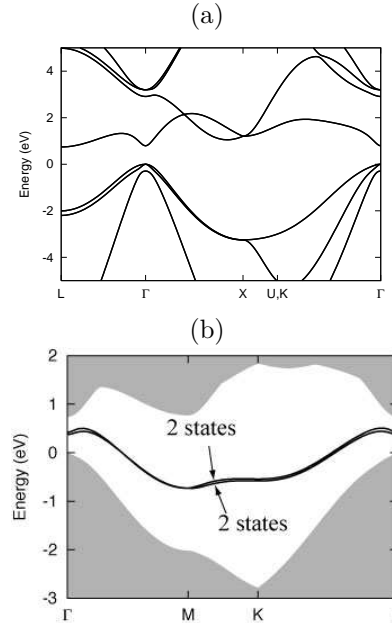 (a)
4
2
0
-2
-4
Energy (eV)
L Γ X U,K Γ
(b)
2
1
0
-1
-2
-3
Energy (eV)
2 states
2 states
Γ M K